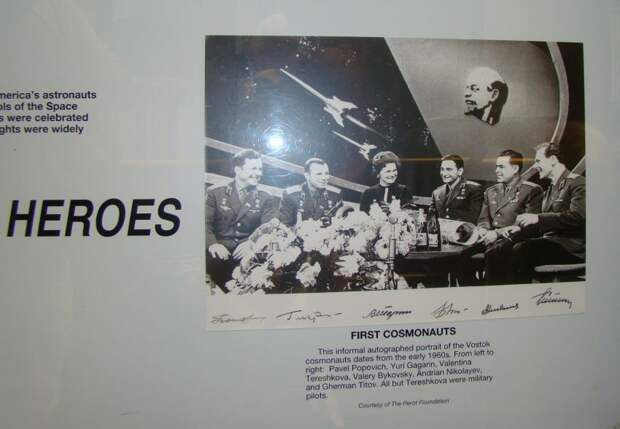 merica's astronauts
ols of the Space
s were celebrated
ghts were widely
HEROES
FIRST COSMONAUTS
This informal autographed portrait of the Vostok
cosmonauts dates from the early 1960s. From left to
right: Pavel Popovich, Yuri Gagarin, Valentina
Tereshkova, Valery Bykovsky, Andrian Nikolayev,
and Gherman Titov. All but Tereshkova were military
pilots.
Courtesy of The Perot Foundation